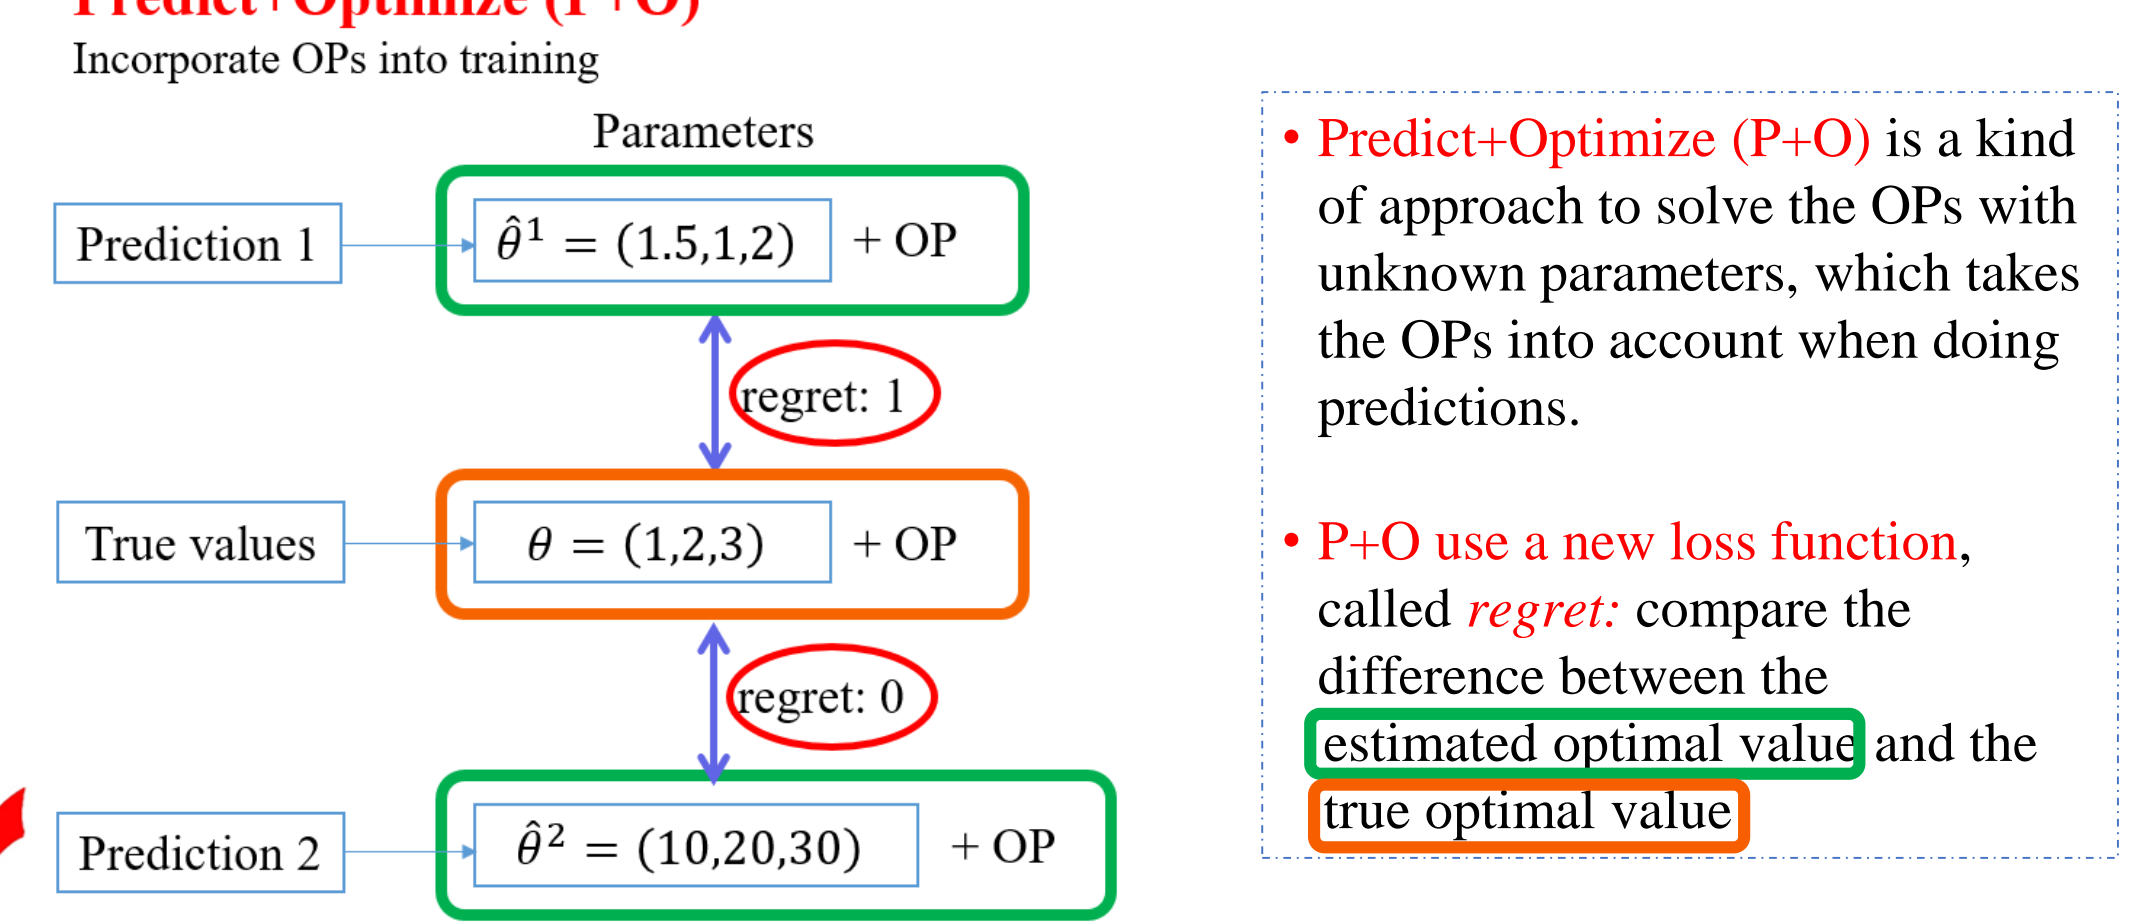 Predict+Optimize (P+O)
Incorporate OPs into training
Parameters
Prediction 1
θ̂¹ = (1.5,1,2) + OP
regret: 1
True values
θ = (1,2,3) + OP
regret: 0
Prediction 2
θ̂² = (10,20,30) + OP
• Predict+Optimize (P+O) is a kind
of approach to solve the OPs with
unknown parameters, which takes
the OPs into account when doing
predictions.
• P+O use a new loss function,
called regret: compare the
difference between the
estimated optimal value and the
true optimal value